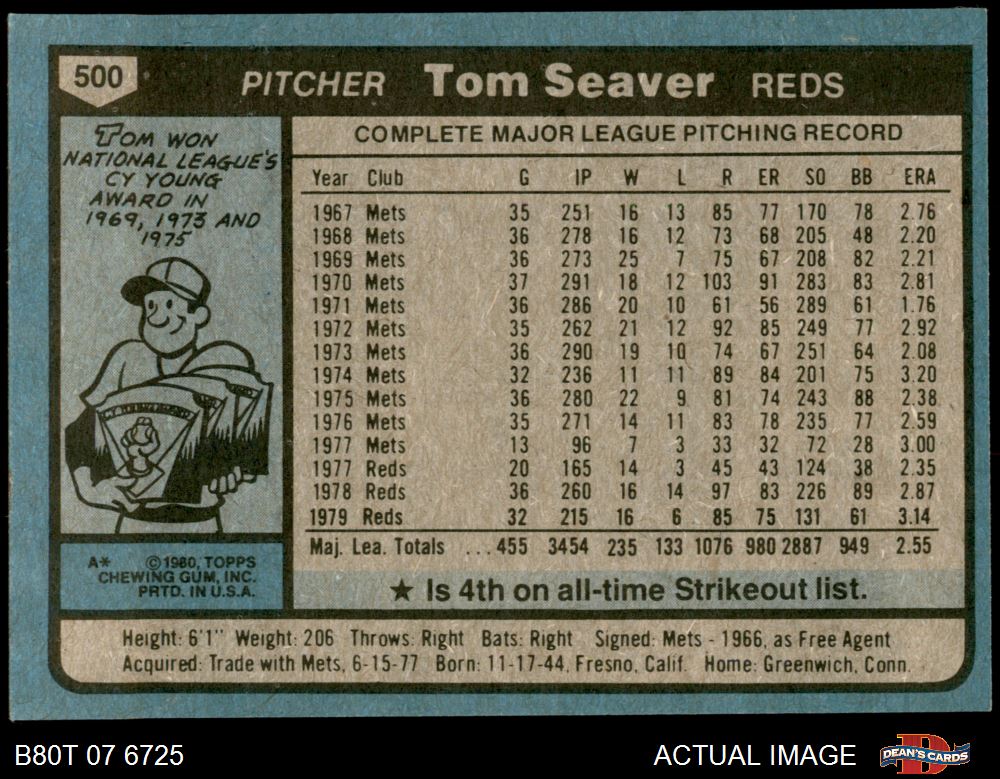 500
PITCHER Tom Seaver REDS
TOM WON
NATIONAL LEAGUE'S
CY YOUNG
AWARD IN
1969, 1973 AND
1975
CY YOUNG AWARD
A* ©1980, TOPPS
CHEWING GUM, INC.
PRTD. IN U.S.A.
COMPLETE MAJOR LEAGUE PITCHING RECORD
Year Club G IP W L R ER SO BB ERA
1967 Mets 35 251 16 13 85 77 170 78 2.76
1968 Mets 36 278 16 12 73 68 205 48 2.20
1969 Mets 36 273 25 7 75 67 208 82 2.21
1970 Mets 37 291 18 12 103 91 283 83 2.81
1971 Mets 36 286 20 10 61 56 289 61 1.76
1972 Mets 35 262 21 12 92 85 249 77 2.92
1973 Mets 36 290 19 10 74 67 251 64 2.08
1974 Mets 32 236 11 11 89 84 201 75 3.20
1975 Mets 36 280 22 9 81 74 243 88 2.38
1976 Mets 35 271 14 11 83 78 235 77 2.59
1977 Mets 13 96 7 3 33 32 72 28 3.00
1977 Reds 20 165 14 3 45 43 124 38 2.35
1978 Reds 36 260 16 14 97 83 226 89 2.87
1979 Reds 32 215 16 6 85 75 131 61 3.14
Maj. Lea. Totals ...455 3454 235 133 1076 980 2887 949 2.55
★ Is 4th on all-time Strikeout list.
Height: 6'1" Weight: 206 Throws: Right Bats: Right Signed: Mets - 1966, as Free Agent
Acquired: Trade with Mets, 6-15-77 Born: 11-17-44, Fresno, Calif. Home: Greenwich, Conn.
B80T 07 6725
ACTUAL IMAGE
DEAN'S CARDS